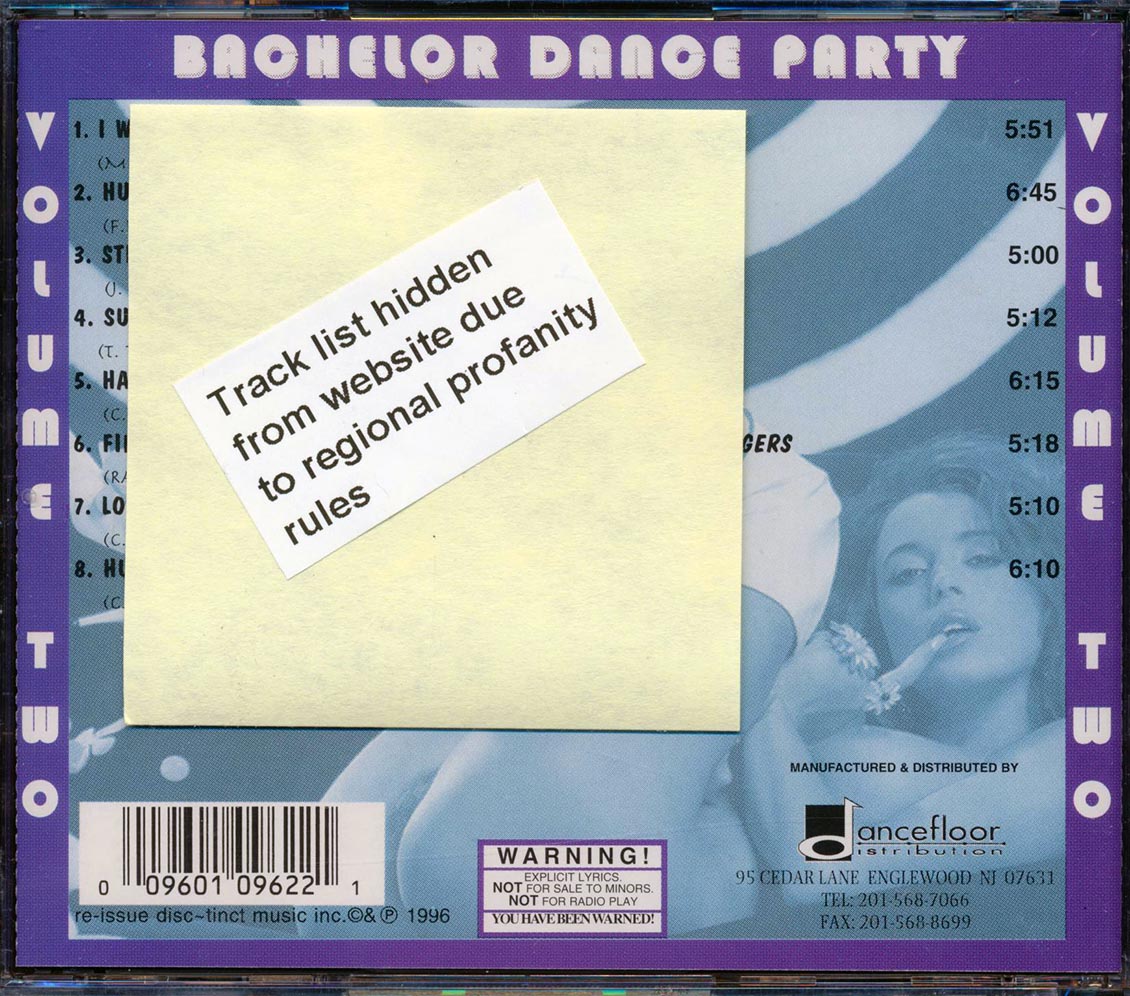 BACHELOR DANCE PARTY
VOLUME TWO
VOLUME TWO
1. I W
(M
5:51
2. HU
(F.
6:45
3. ST
(J.
5:00
4. SU
(T.
5:12
5. HA
(C.
6:15
6. FI
GERS
5:18
(RA
7. LO
(C.
5:10
8. HU
(C
6:10
Track list hidden
from website due
to regional profanity
rules
MANUFACTURED & DISTRIBUTED BY
dancefloor
distribution
95 CEDAR LANE ENGLEWOOD NJ 07631
TEL: 201-568-7066
FAX: 201-568-8699
WARNING!
EXPLICIT LYRICS.
NOT FOR SALE TO MINORS.
NOT FOR RADIO PLAY
YOU HAVE BEEN WARNED!
0 09601 09622 1
re-issue disc~tinct music inc.©& ℗ 1996